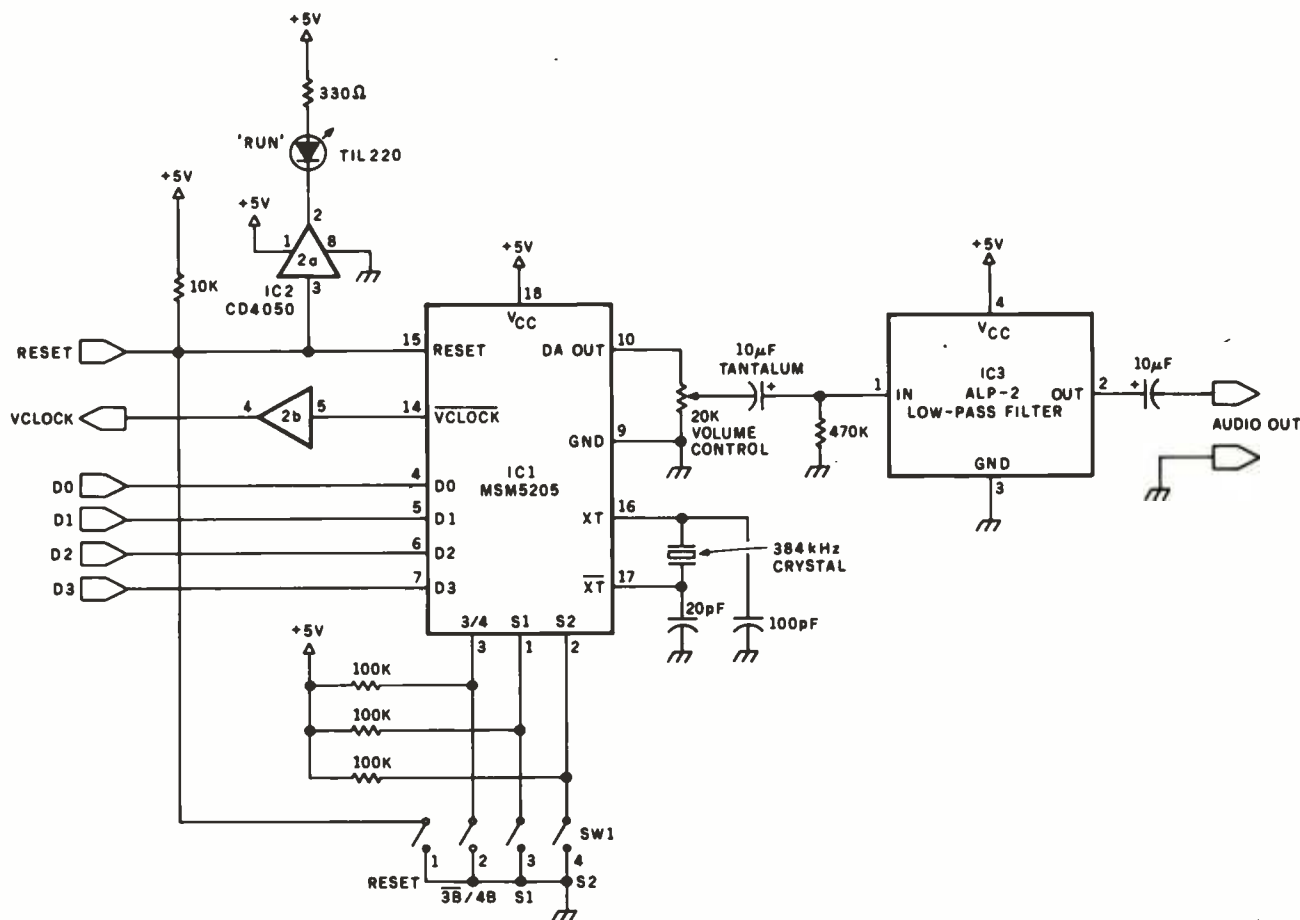 +5V
330Ω
'RUN'
TIL220
+5V
+5V
2
1
8
2a
IC2
CD4050
3
10K
+5V
18
VCC
+5V
4
VCC
RESET
15
RESET
DA OUT
10
10µF
TANTALUM
+
20K
VOLUME
CONTROL
470K
1
IN
IC3
ALP-2
LOW-PASS FILTER
OUT
2
+
10µF
AUDIO OUT
GND
3
VCLOCK
4
2b
5
14
VCLOCK
GND
9
IC1
MSM5205
D0
4
D0
D1
5
D1
D2
6
D2
D3
7
D3
XT
16
XT
17
384kHz
CRYSTAL
20pF
100pF
3/4
S1
S2
3
1
2
+5V
100K
100K
100K
SW1
1
2
3
4
RESET
3B/4B
S1
S2